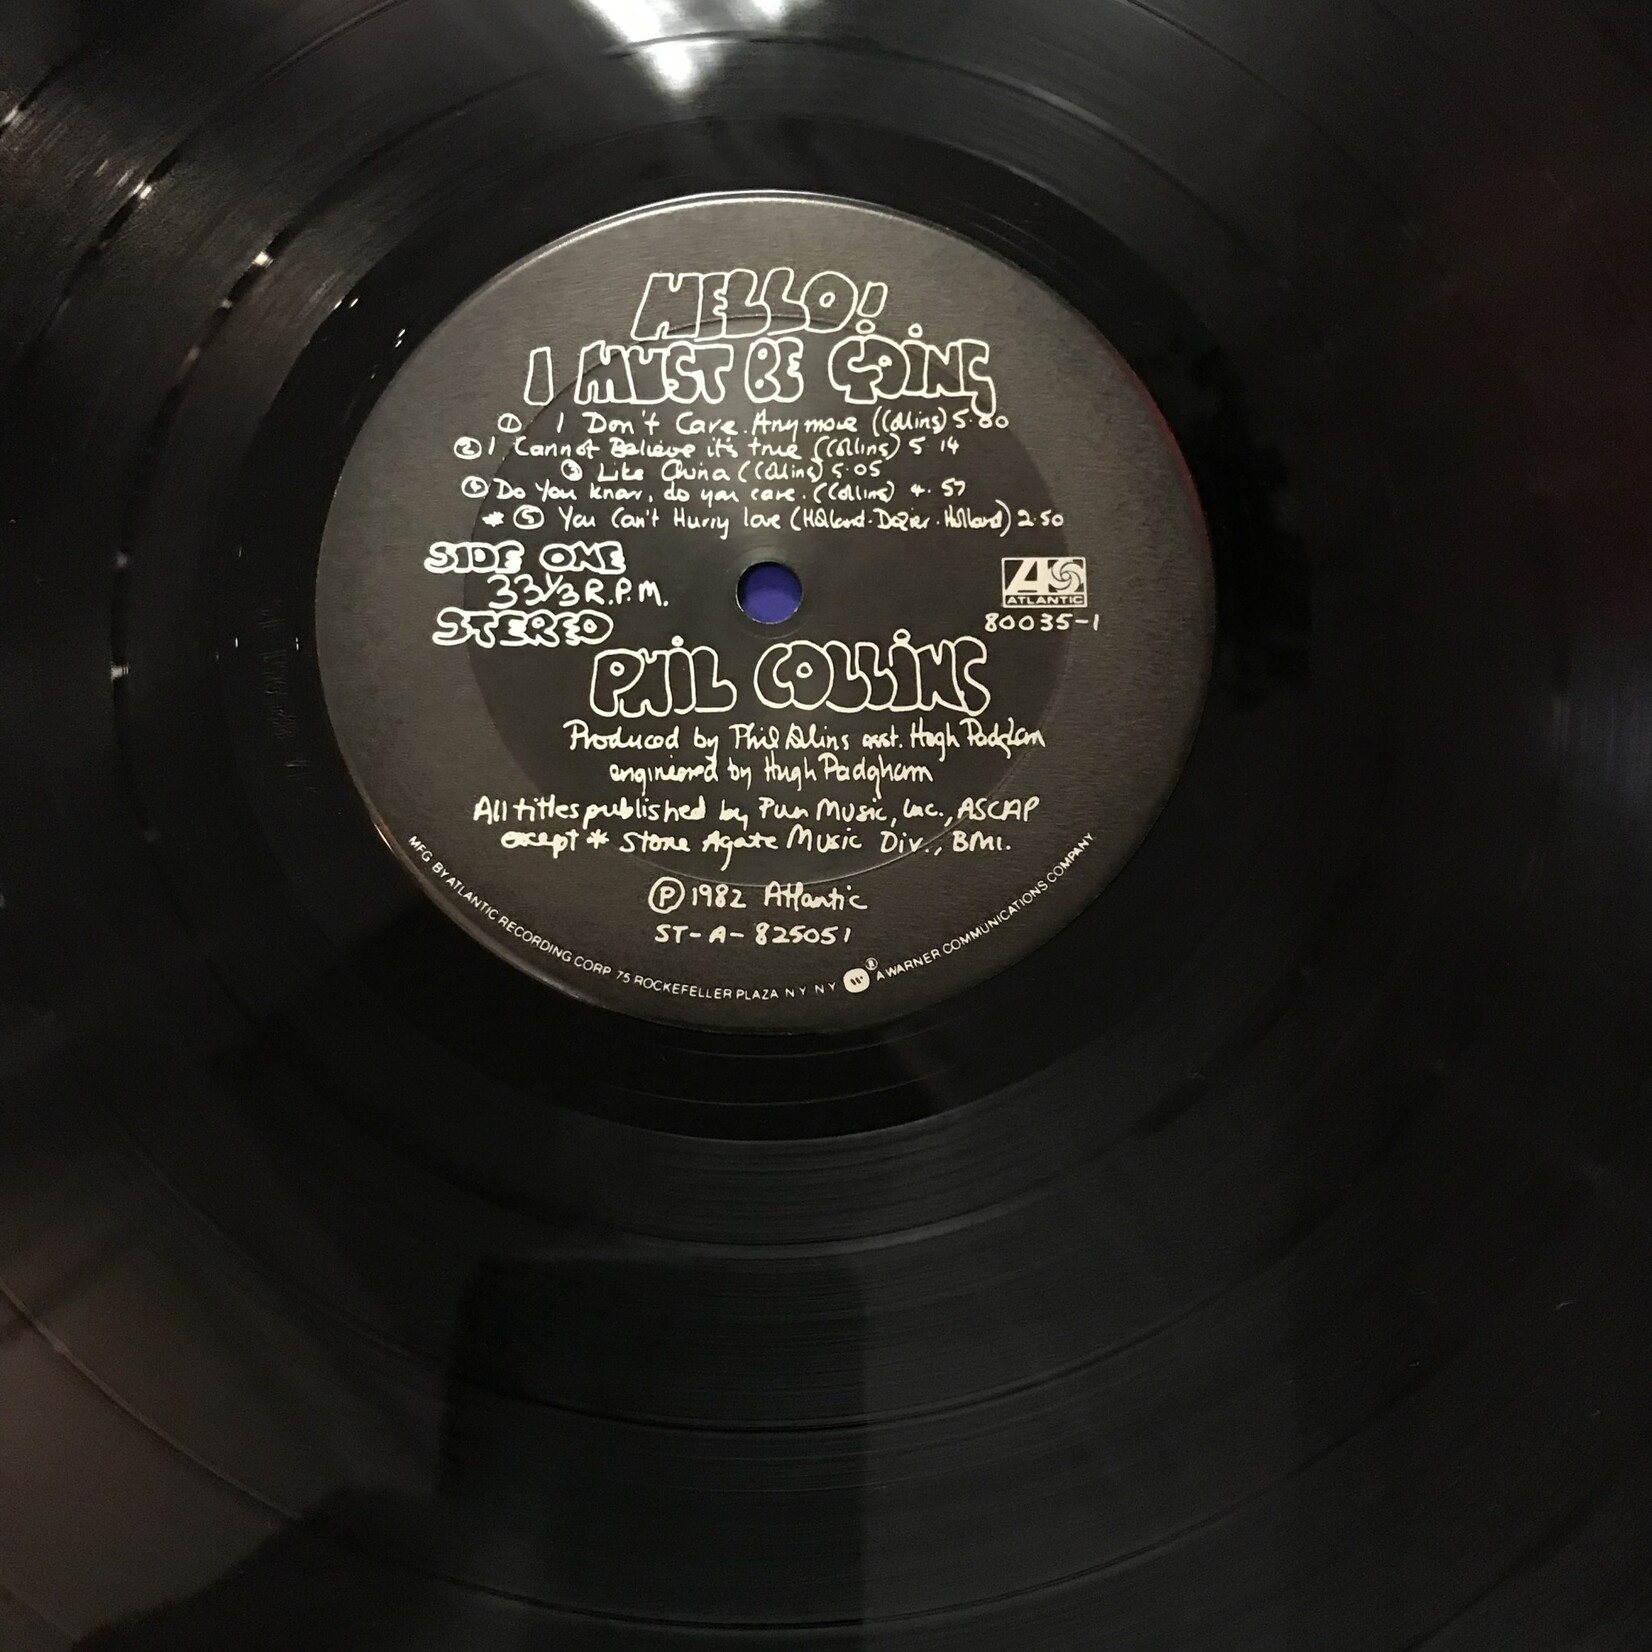 HELLO!
I MUST BE GOING
① I Don't Care Anymore (Collins) 5·00
② I Cannot Believe it's true (Collins) 5 14
③ Like China (Collins) 5·05
④ Do You know, do you care. (Collins) 4·57
* ⑤ You Can't Hurry love (Holland·Dozier·Holland) 2·50
SIDE ONE
33⅓ R.P.M.
STEREO
ATLANTIC
80035-1
PHIL COLLINS
Produced by Phil Collins asst. Hugh Padgham
engineered by Hugh Padgham
All titles published by Pun Music, Inc., ASCAP
except * Stone Agate Music Div., BMI.
Ⓟ 1982 Atlantic
ST-A-825051
MFG BY ATLANTIC RECORDING CORP 75 ROCKEFELLER PLAZA N Y N Y ® A WARNER COMMUNICATIONS COMPANY